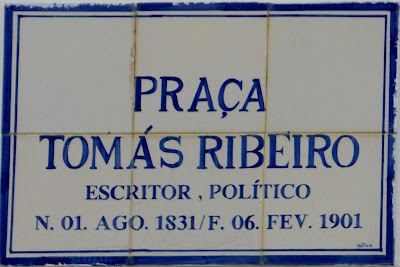 PRAÇA
TOMÁS RIBEIRO
ESCRITOR, POLÍTICO
N. 01. AGO. 1831/F. 06. FEV. 1901